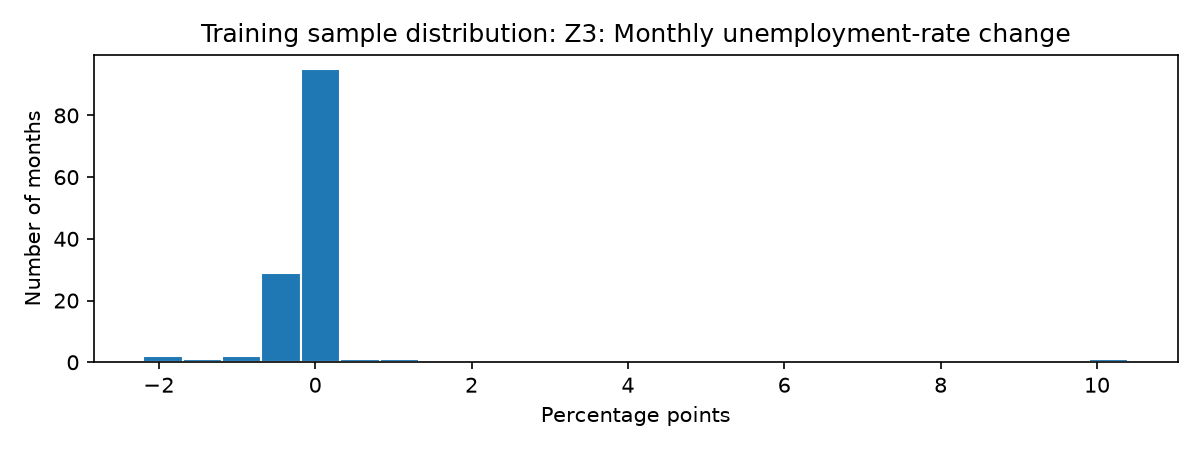 Training sample distribution: Z3: Monthly unemployment-rate change
Number of months
80
60
40
20
0
−2 0 2 4 6 8 10
Percentage points